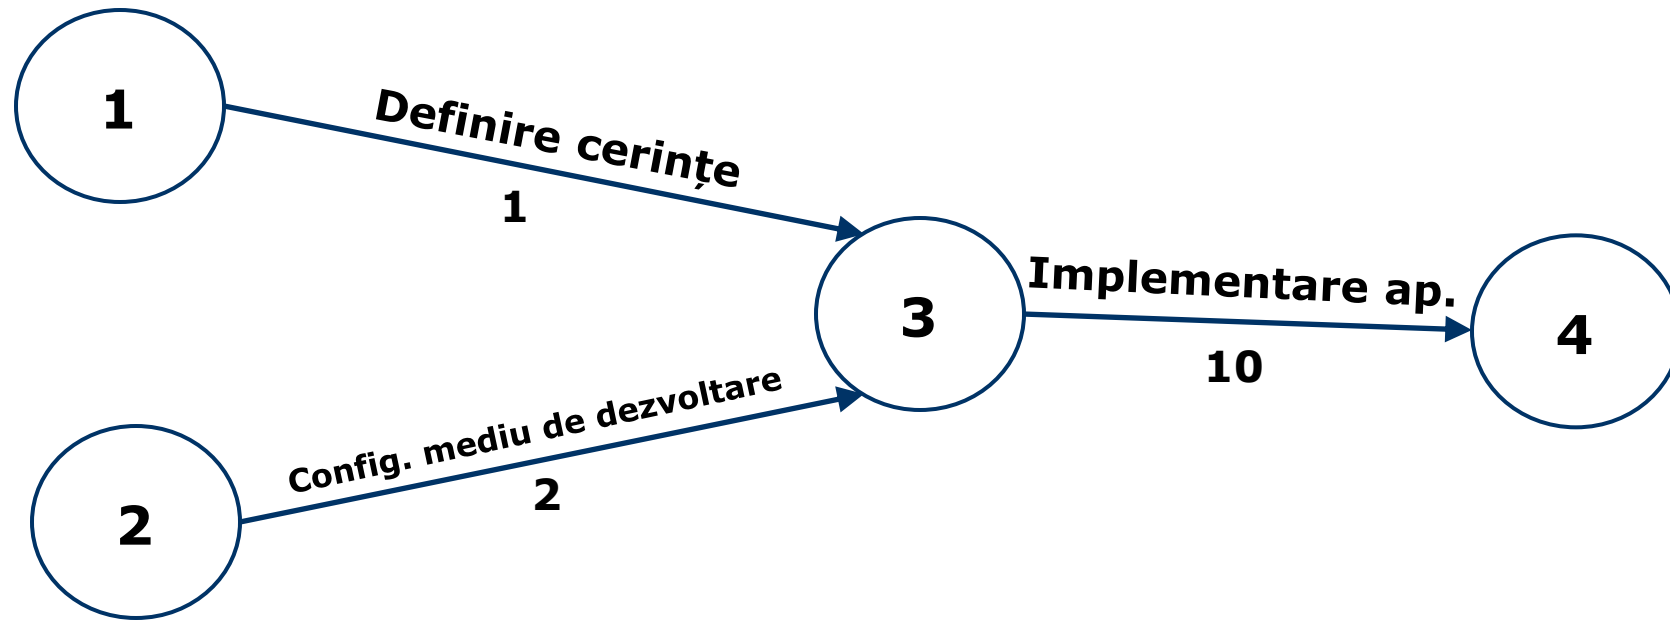 1
Definire cerințe
1
3
Implementare ap.
10
4
Config. mediu de dezvoltare
2
2